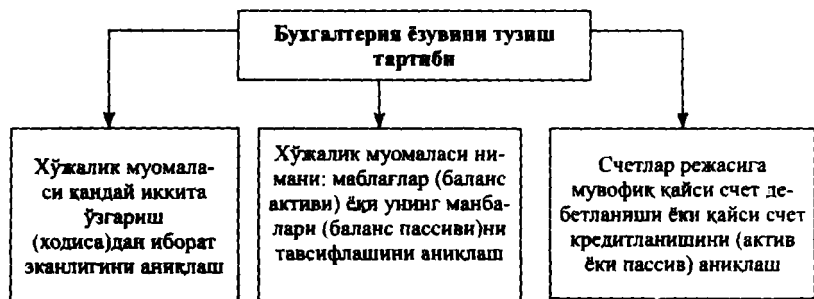 Бухгалтерия ёзувини тузиш
тартиби
Хўжалик муомала-
си қандай иккита
ўзгариш
(ходиса)дан иборат
эканлигини аниқлаш
Хўжалик муомаласи ни-
мани: маблағлар (баланс
активи) ёқи унинг манба-
лари (баланс пассиви)ни
тавсифлашини аниқлаш
Счетлар режасига
мувофиқ қайси счет де-
бетланиши ёки қайси счет
кредитланишини (актив
ёки пассив) аниқлаш